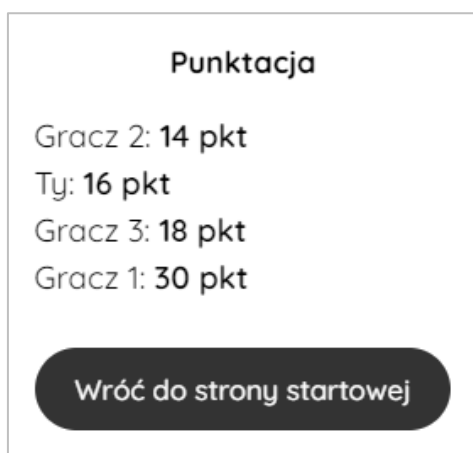 Punktacja
Gracz 2: 14 pkt
Ty: 16 pkt
Gracz 3: 18 pkt
Gracz 1: 30 pkt
Wróć do strony startowej